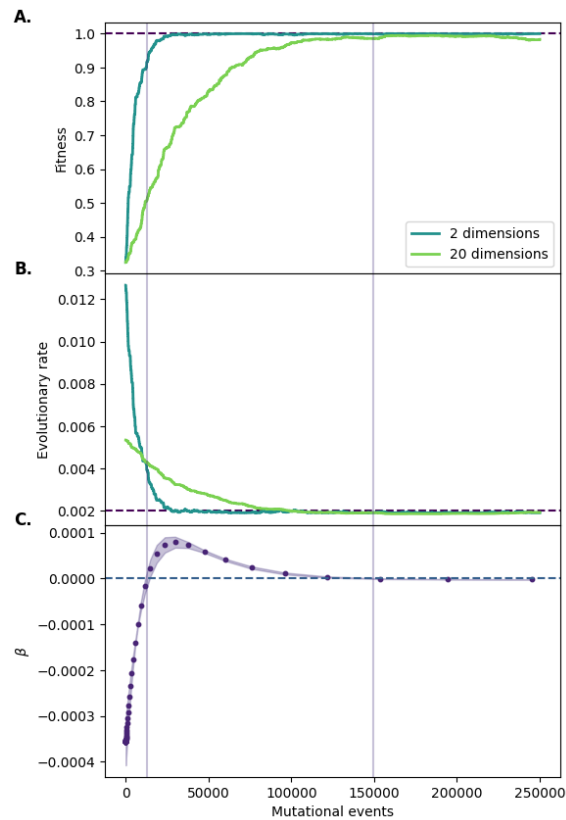 A.
1.0
0.9
0.8
0.7
0.6
0.5
0.4
0.3
Fitness
2 dimensions
20 dimensions
B.
0.012
0.010
0.008
0.006
0.004
0.002
Evolutionary rate
C.
0.0001
0.0000
−0.0001
−0.0002
−0.0003
−0.0004
β
0 50000 100000 150000 200000 250000
Mutational events